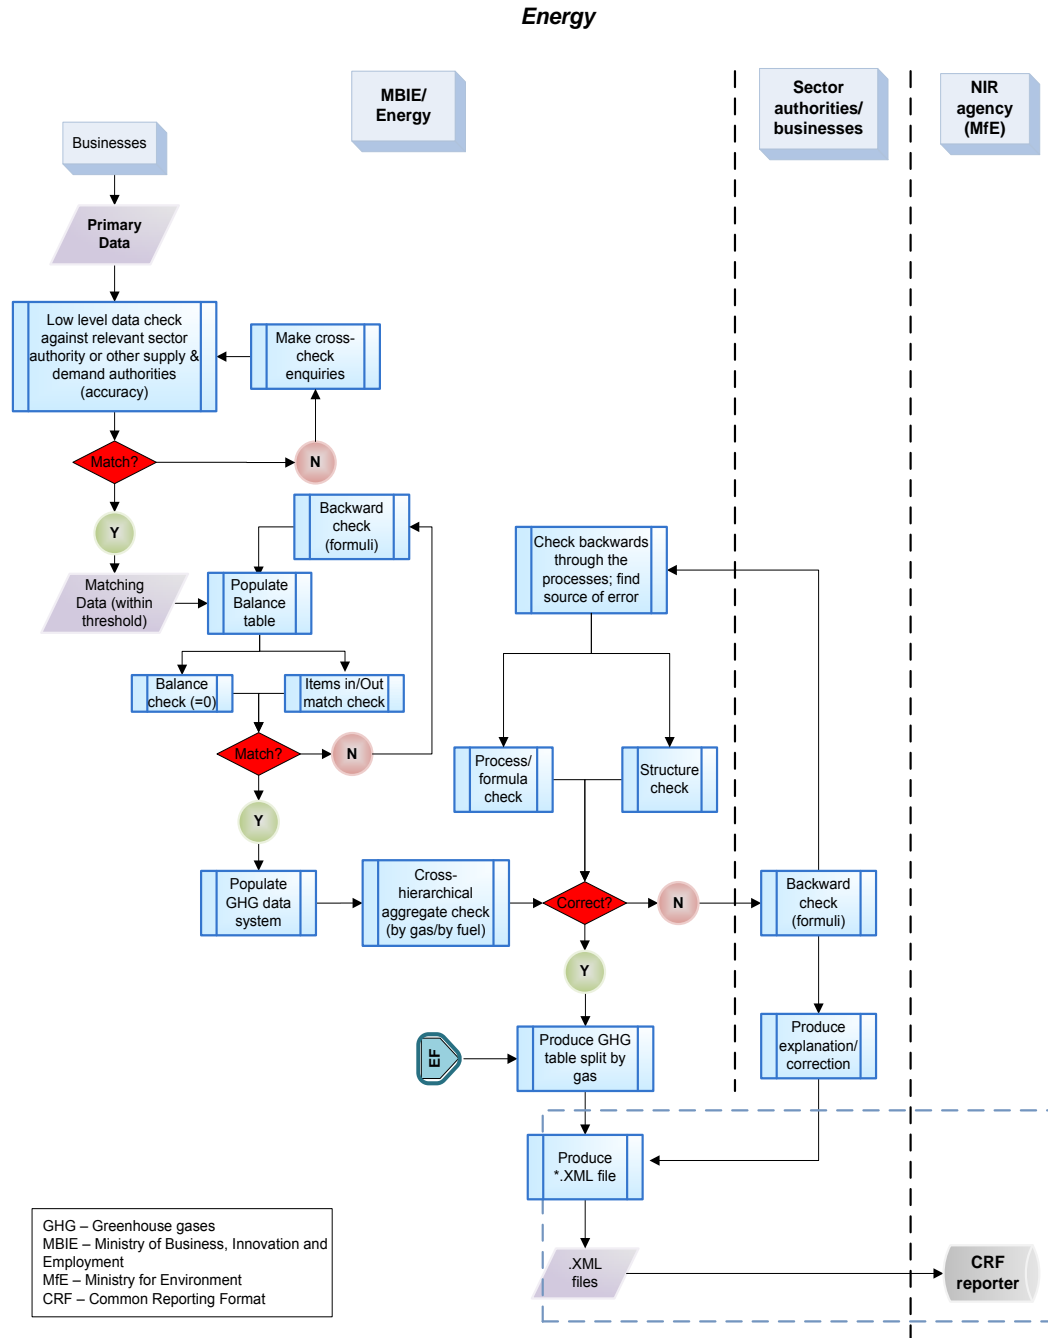 Energy
MBIE/
Energy
Sector
authorities/
businesses
NIR
agency
(MfE)
Businesses
Primary
Data
Low level data check
against relevant sector
authority or other supply &
demand authorities
(accuracy)
Make cross-
check
enquiries
Match?
N
Y
Backward
check
(formuli)
Matching
Data (within
threshold)
Populate
Balance
table
Check backwards
through the
processes; find
source of error
Balance
check (=0)
Items in/Out
match check
Match?
N
Process/
formula
check
Structure
check
Y
Populate
GHG data
system
Cross-
hierarchical
aggregate check
(by gas/by fuel)
Correct?
N
Backward
check
(formuli)
Y
EF
Produce GHG
table split by
gas
Produce
explanation/
correction
Produce
*.XML file
.XML
files
CRF
reporter
GHG – Greenhouse gases
MBIE – Ministry of Business, Innovation and
Employment
MfE – Ministry for Environment
CRF – Common Reporting Format